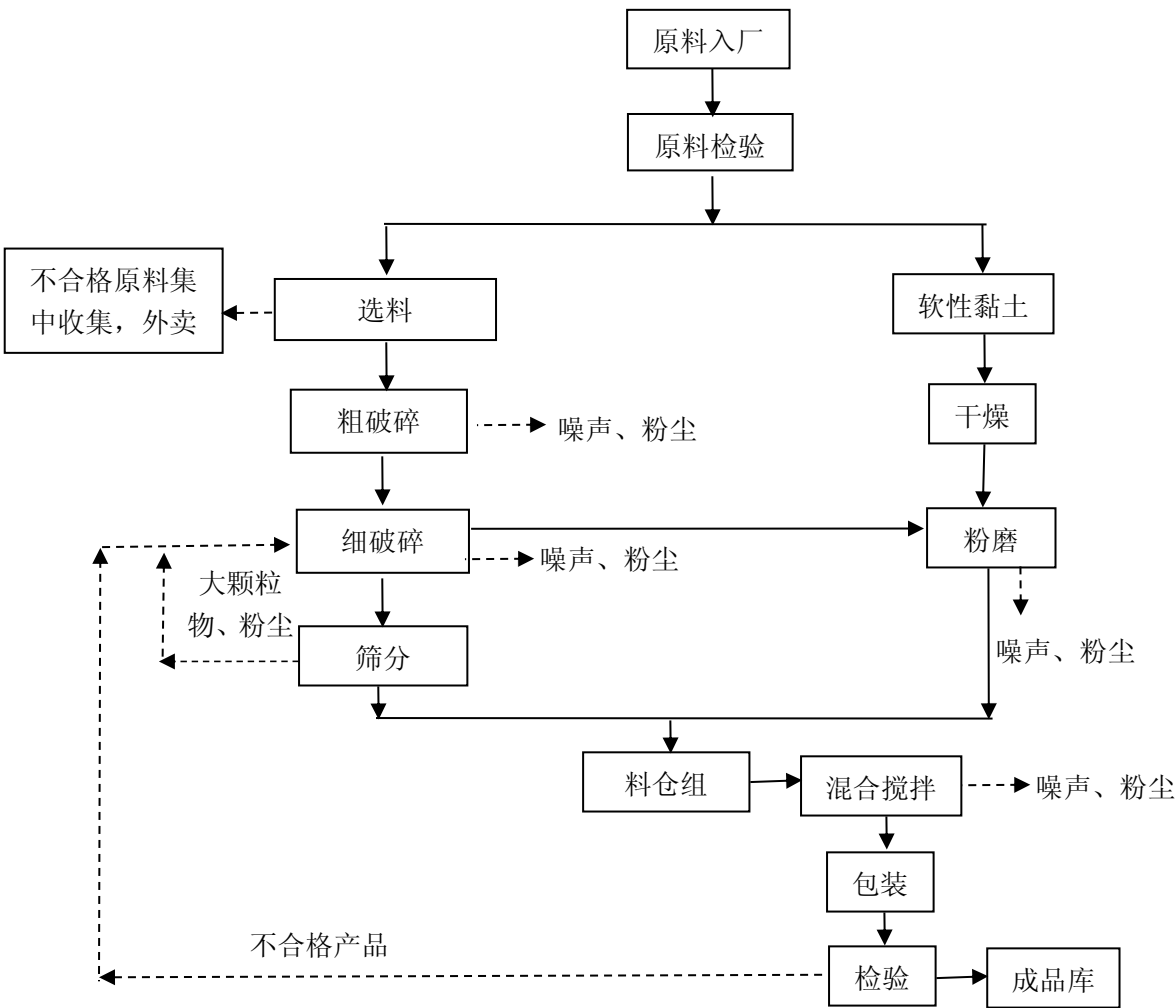 原料入厂
原料检验
不合格原料集
中收集，外卖
选料
软性黏土
粗破碎
噪声、粉尘
干燥
细破碎
噪声、粉尘
粉磨
大颗粒
物、粉尘
筛分
噪声、粉尘
料仓组
混合搅拌
噪声、粉尘
包装
不合格产品
检验
成品库